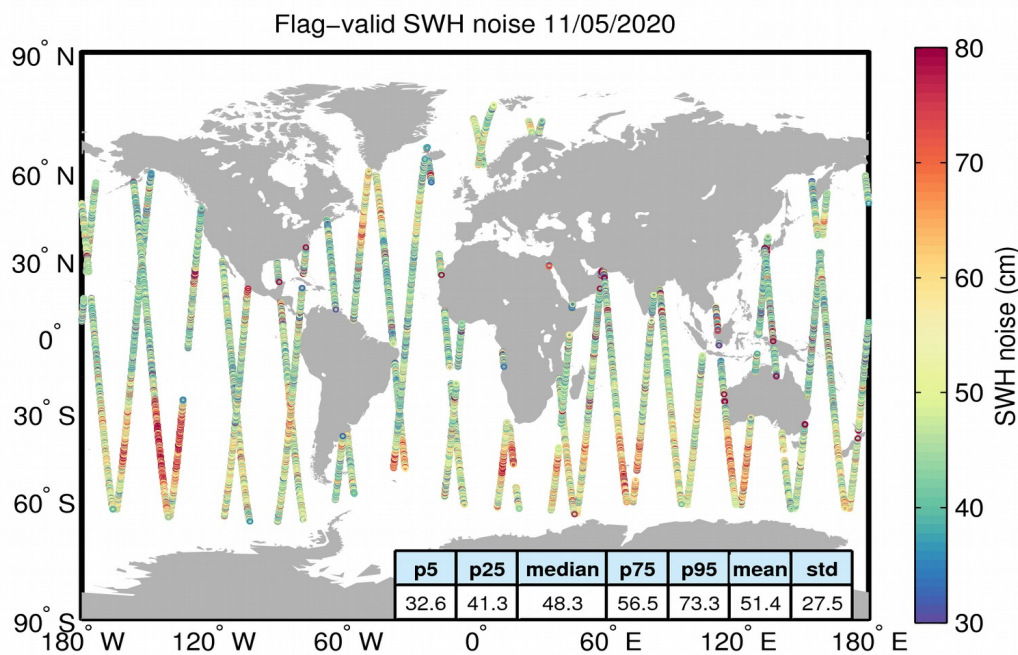 Flag−valid SWH noise 11/05/2020
90° N
60° N
30° N
0°
30° S
60° S
90° S
180° W
120° W
60° W
0°
60° E
120° E
180° E
p5 p25 median p75 p95 mean std
32.6 41.3 48.3 56.5 73.3 51.4 27.5
80
70
60
50
40
30
SWH noise (cm)